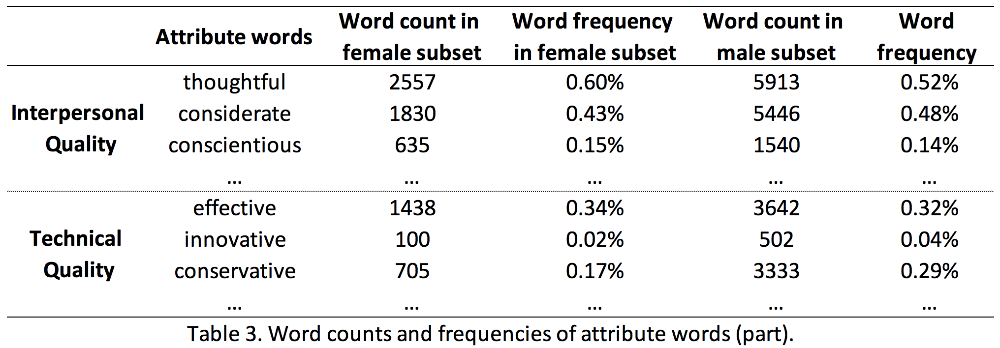 Attribute words Word count in female subset Word frequency in female subset Word count in male subset Word frequency
Interpersonal Quality
thoughtful 2557 0.60% 5913 0.52%
considerate 1830 0.43% 5446 0.48%
conscientious 635 0.15% 1540 0.14%
... ... ... ... ...
Technical Quality
effective 1438 0.34% 3642 0.32%
innovative 100 0.02% 502 0.04%
conservative 705 0.17% 3333 0.29%
... ... ... ... ...
Table 3. Word counts and frequencies of attribute words (part).